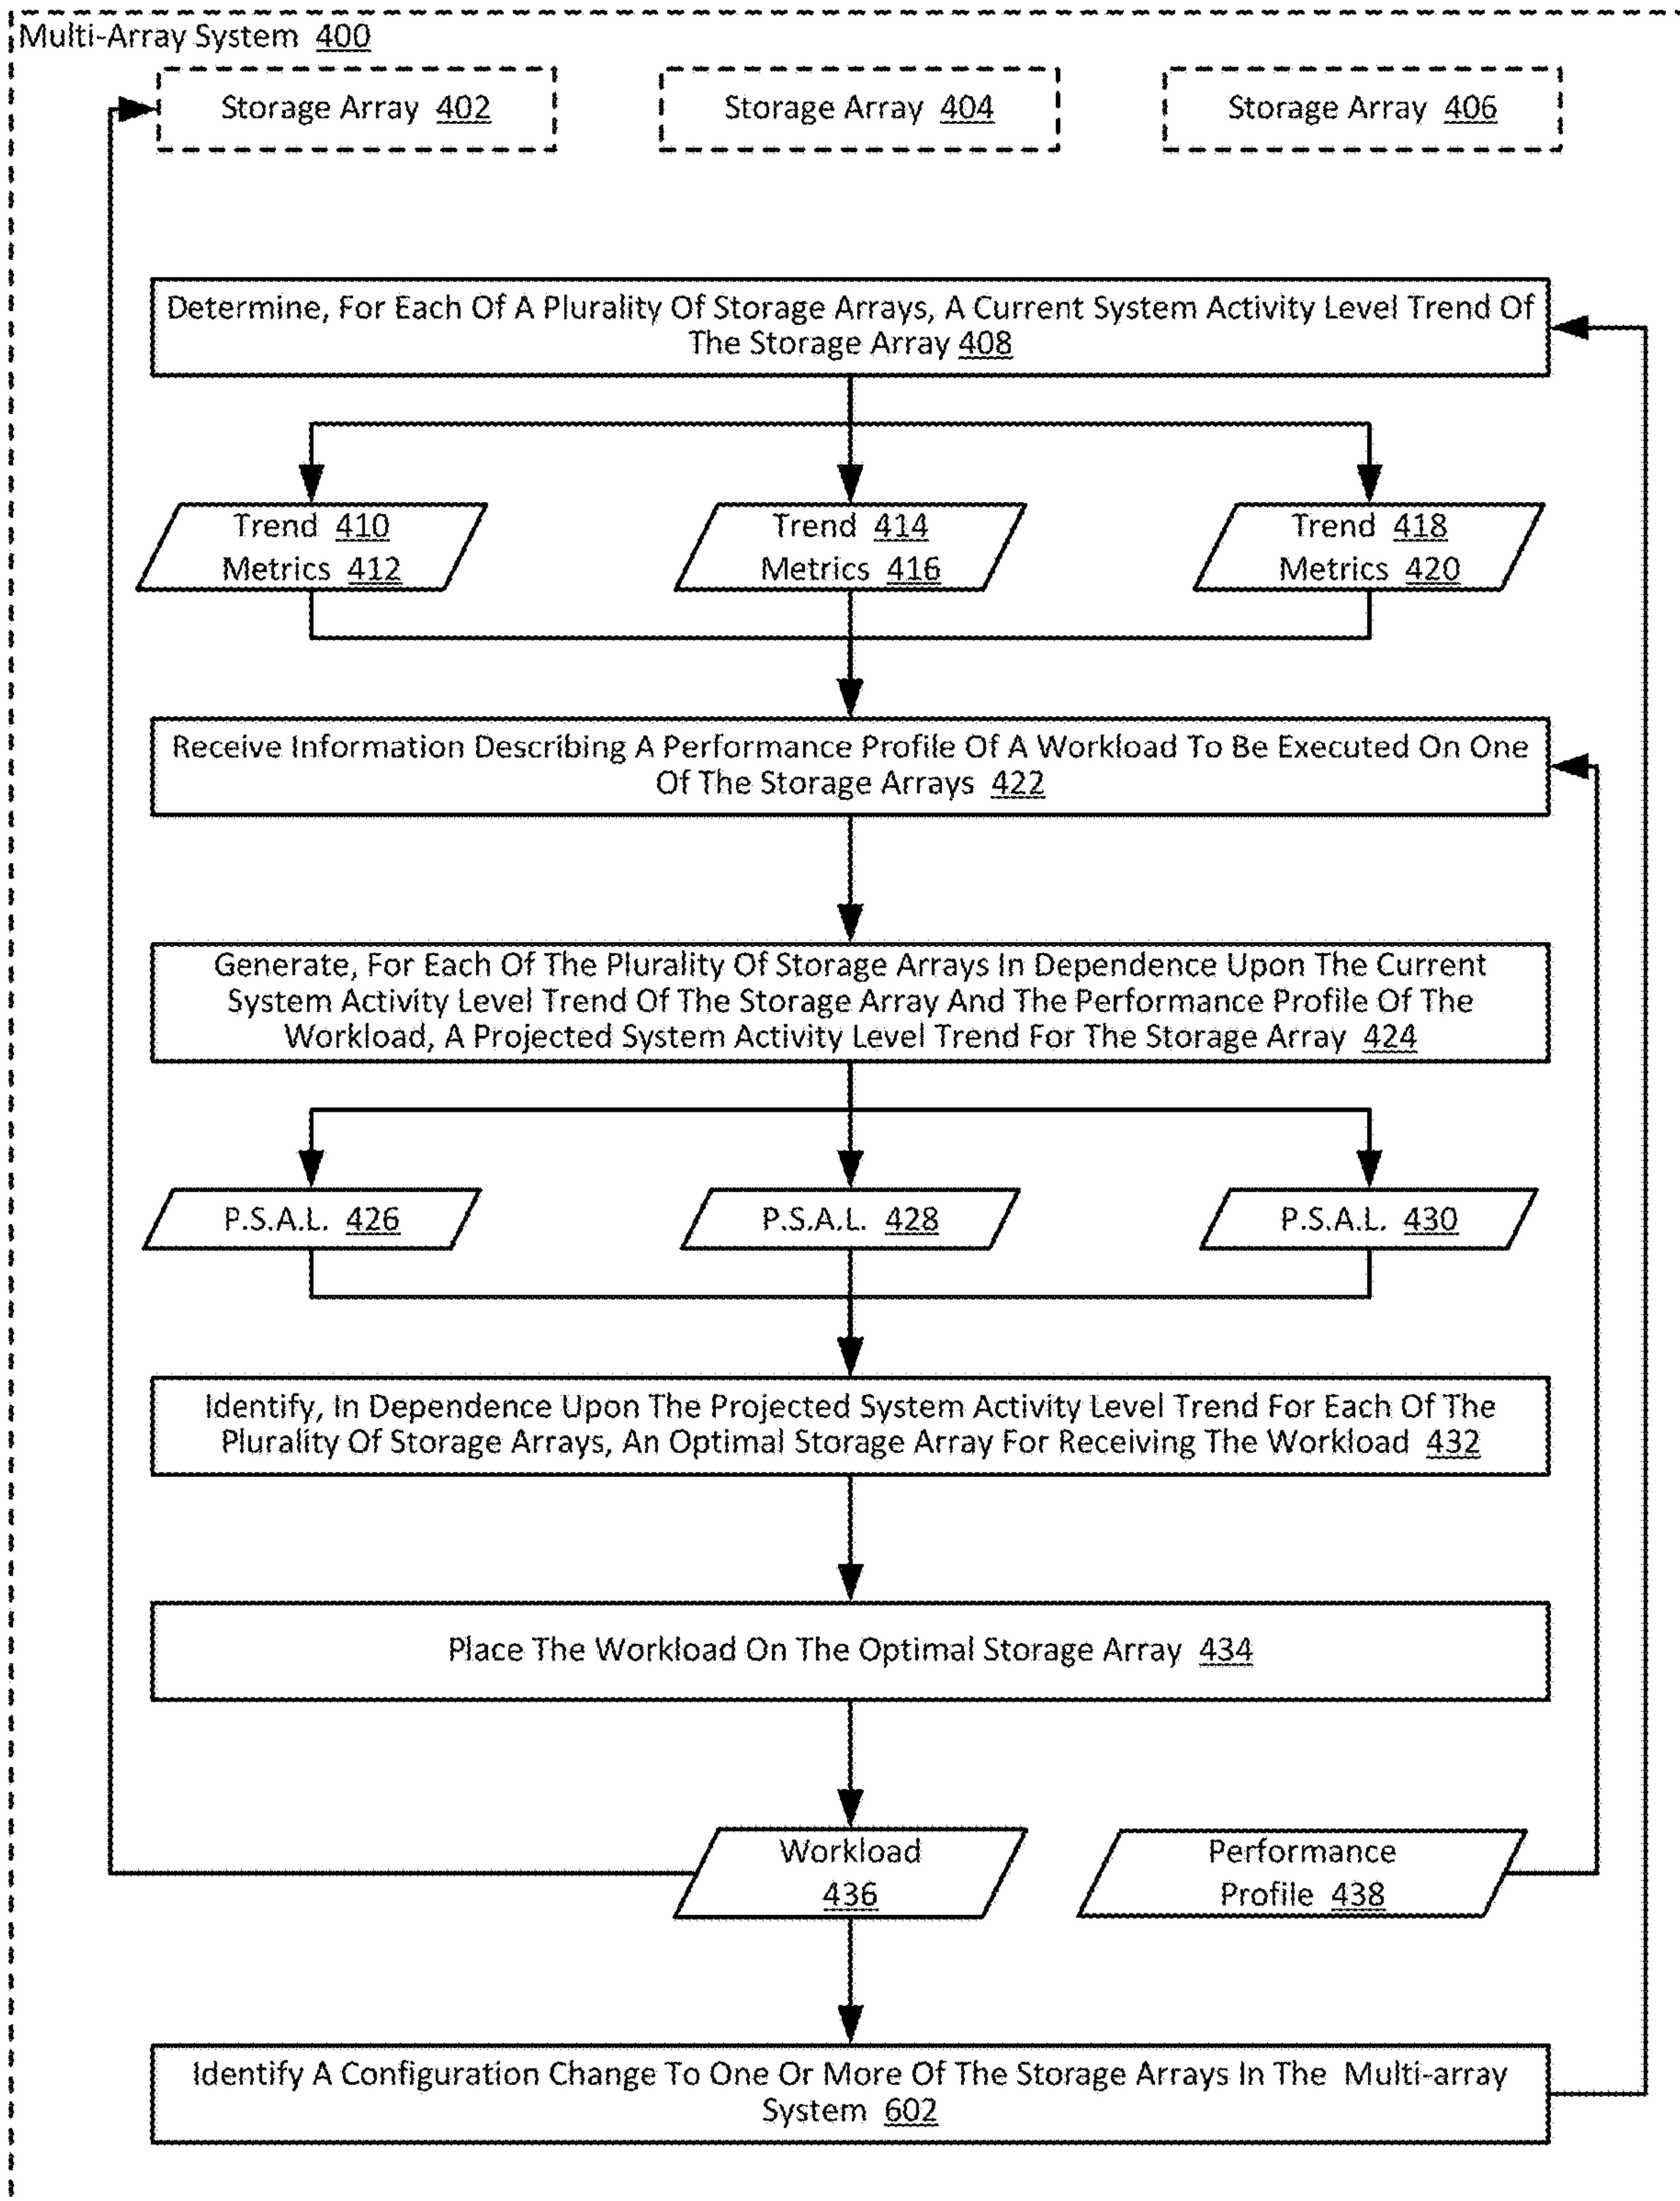 Multi-Array System 400
Storage Array 402
Storage Array 404
Storage Array 406
Determine, For Each Of A Plurality Of Storage Arrays, A Current System Activity Level Trend Of
The Storage Array 408
Trend 410
Metrics 412
Trend 414
Metrics 416
Trend 418
Metrics 420
Receive Information Describing A Performance Profile Of A Workload To Be Executed On One
Of The Storage Arrays 422
Generate, For Each Of The Plurality Of Storage Arrays In Dependence Upon The Current
System Activity Level Trend Of The Storage Array And The Performance Profile Of The
Workload, A Projected System Activity Level Trend For The Storage Array 424
P.S.A.L. 426
P.S.A.L. 428
P.S.A.L. 430
Identify, In Dependence Upon The Projected System Activity Level Trend For Each Of The
Plurality Of Storage Arrays, An Optimal Storage Array For Receiving The Workload 432
Place The Workload On The Optimal Storage Array 434
Workload
436
Performance
Profile 438
Identify A Configuration Change To One Or More Of The Storage Arrays In The Multi-array
System 602